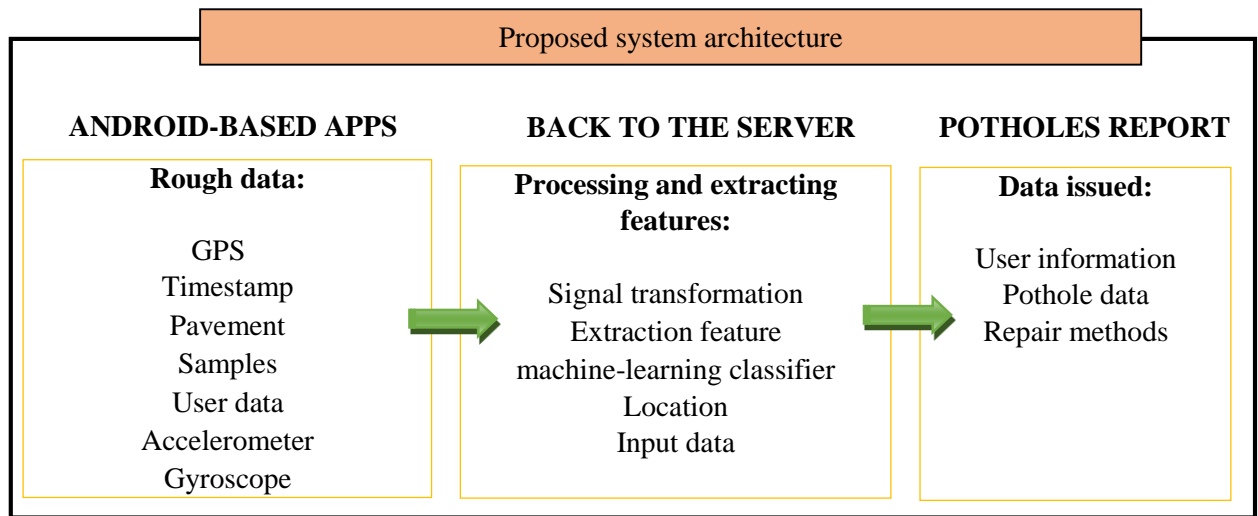 Proposed system architecture
ANDROID-BASED APPS
Rough data:
GPS
Timestamp
Pavement
Samples
User data
Accelerometer
Gyroscope
BACK TO THE SERVER
Processing and extracting
features:
Signal transformation
Extraction feature
machine-learning classifier
Location
Input data
POTHOLES REPORT
Data issued:
User information
Pothole data
Repair methods